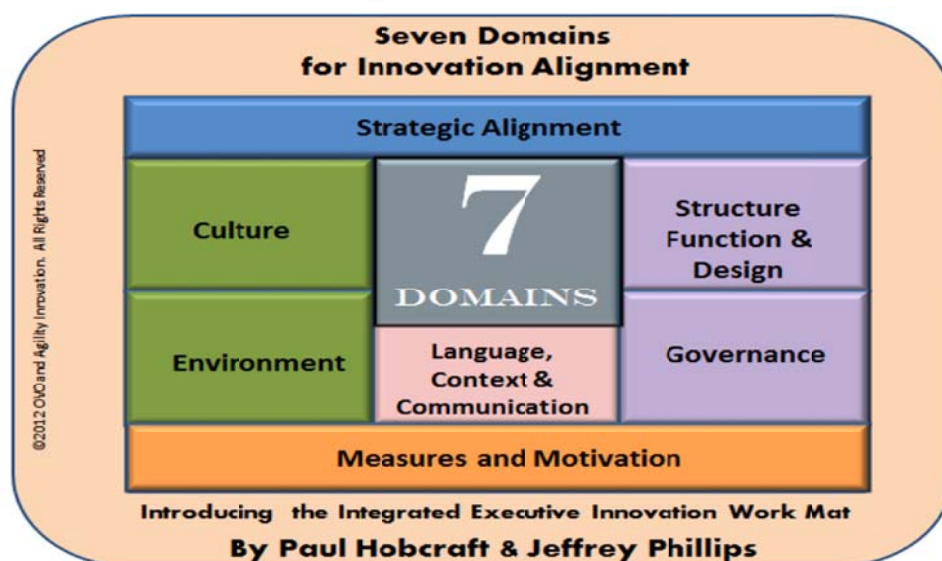 Seven Domains
for Innovation Alignment
©2012 OVO and Agility Innovation. All Rights Reserved
Strategic Alignment
Culture
7
DOMAINS
Structure
Function &
Design
Environment
Language,
Context &
Communication
Governance
Measures and Motivation
Introducing the Integrated Executive Innovation Work Mat
By Paul Hobcraft & Jeffrey Phillips